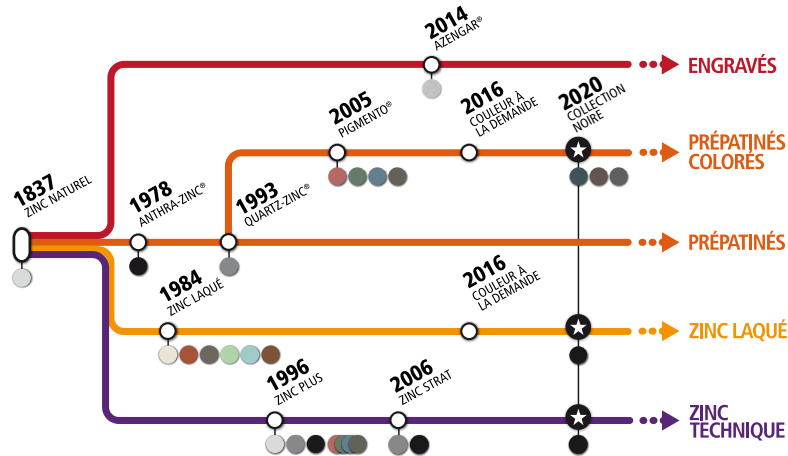 2014
AZENGAR®
ENGRAVÉS
2005
PIGMENTO®
2016
COULEUR À
LA DEMANDE
2020
COLLECTION
NOIRE
PRÉPATINÉS
COLORÉS
1837
ZINC NATUREL
1978
ANTHRA-ZINC®
1993
QUARTZ-ZINC®
PRÉPATINÉS
1984
ZINC LAQUÉ
2016
COULEUR À
LA DEMANDE
ZINC LAQUÉ
1996
ZINC PLUS
2006
ZINC STRAT
ZINC
TECHNIQUE